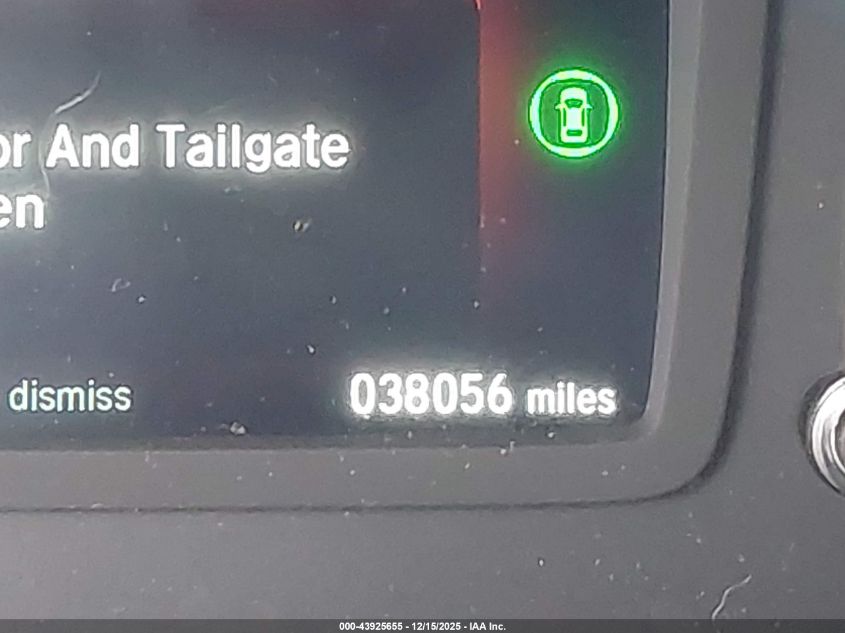 or And Tailgate
en
dismiss
038056 miles
000-43925655 - 12/15/2025 - IAA Inc.